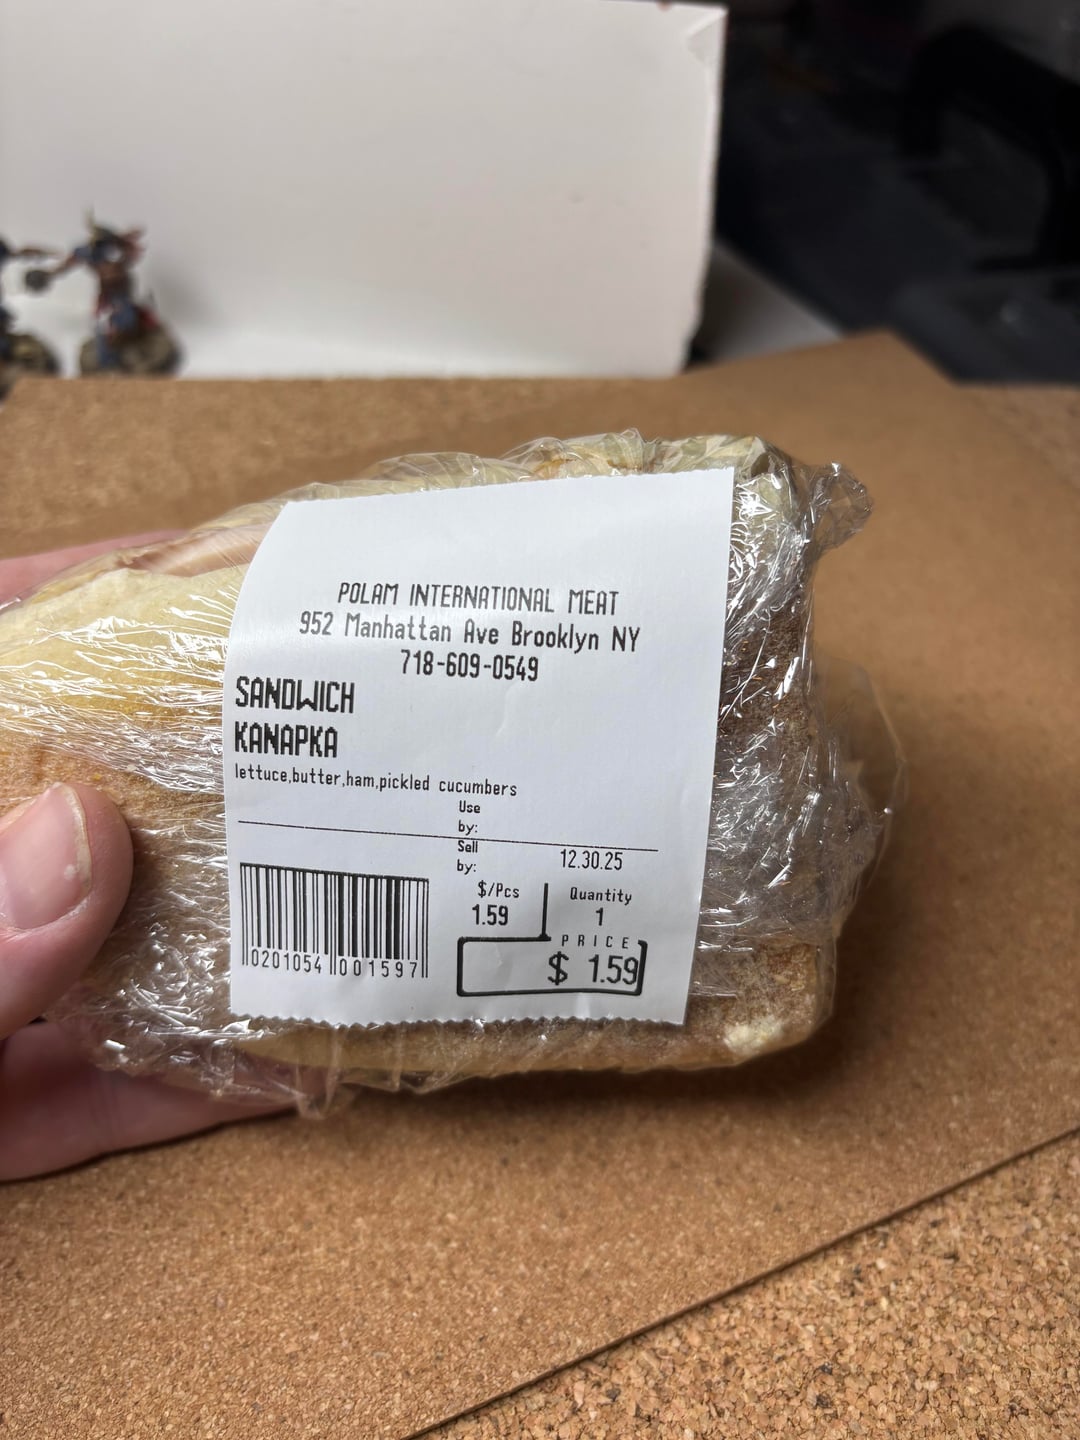 POLAM INTERNATIONAL MEAT
952 Manhattan Ave Brooklyn NY
718-609-0549
SANDWICH
KANAPKA
lettuce,butter,ham,pickled cucumbers
Use
by:
Sell
by: 12.30.25
$/Pcs Quantity
1.59 1
PRICE
$ 1.59
0201054 001597